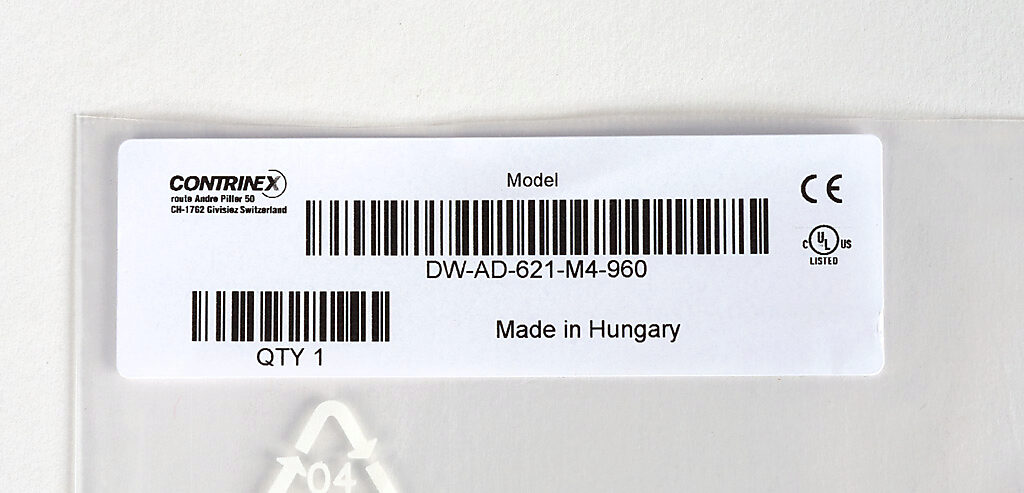 CONTRINEX
route André Piller 50
CH-1762 Givisiez Switzerland
Model
DW-AD-621-M4-960
CE
C UL US
LISTED
QTY 1
Made in Hungary
04